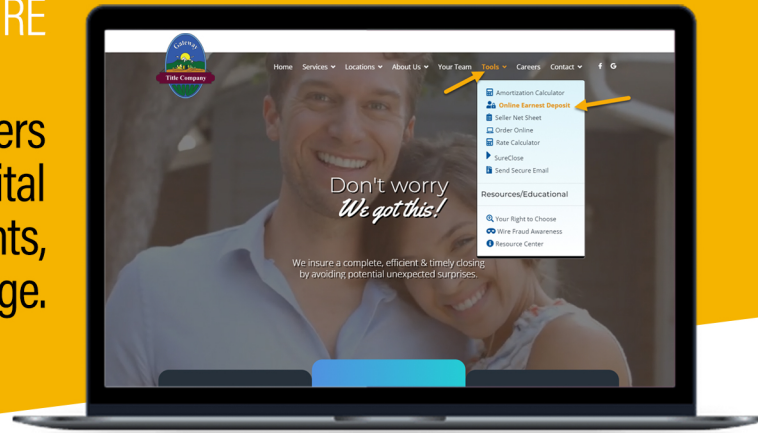 RE
ers
ital
nts,
ge.
Gateway
Title Company
Home Services Locations About Us Your Team Tools Careers Contact f G
Amortization Calculator
Online Earnest Deposit
Seller Net Sheet
Order Online
Rate Calculator
SureClose
Send Secure Email
Resources/Educational
Your Right to Choose
Wire Fraud Awareness
Resource Center
Don't worry
We got this!
We insure a complete, efficient & timely closing
by avoiding potential unexpected surprises.